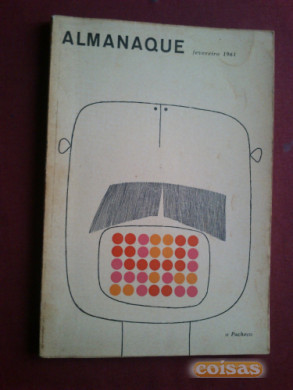 ALMANAQUE
fevereiro 1961
o Pacheco
coisas